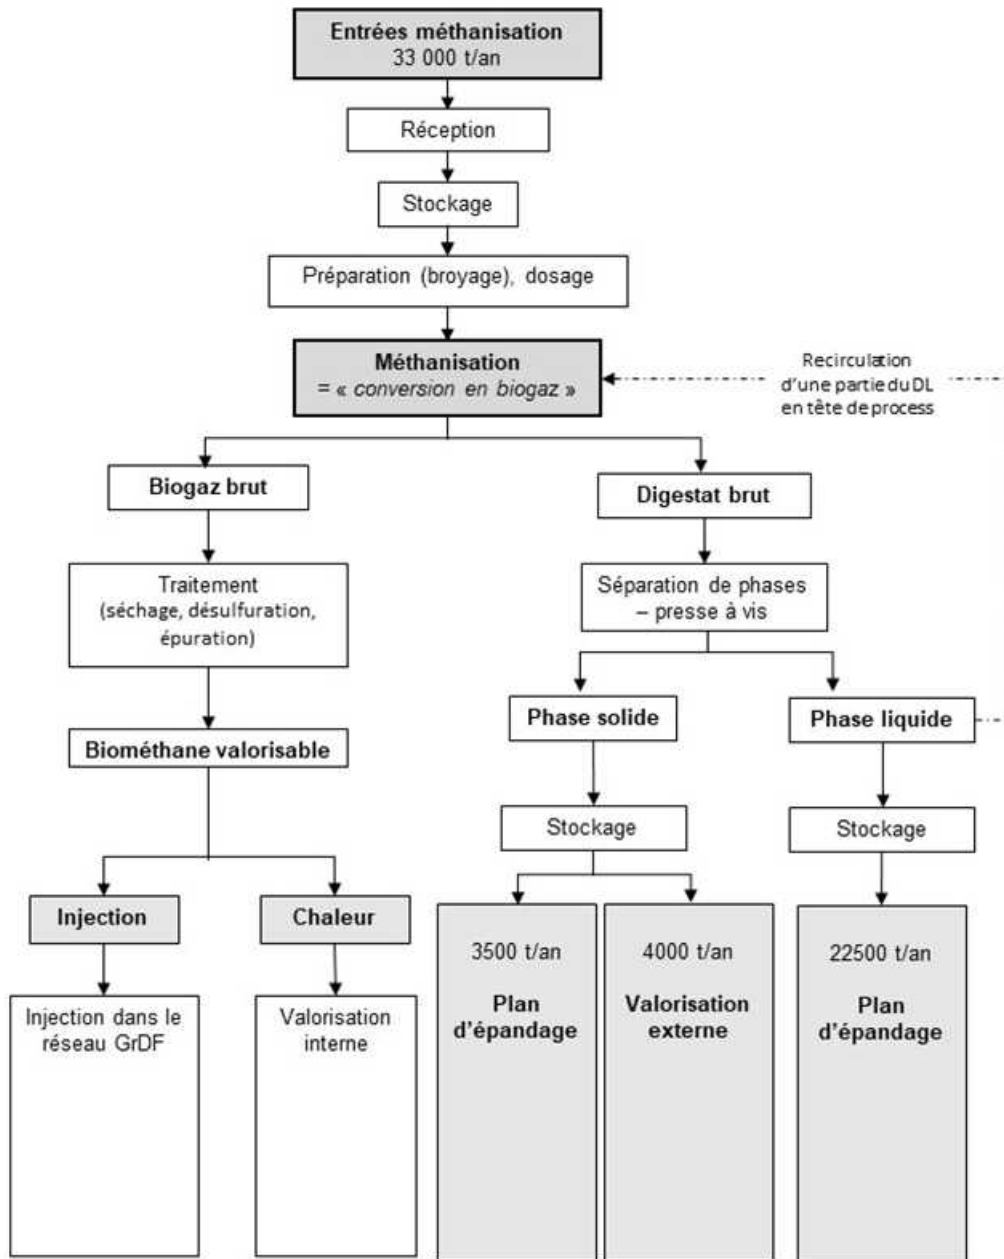 Entrées méthanisation
33 000 t/an
Réception
Stockage
Préparation (broyage), dosage
Méthanisation
= « conversion en biogaz »
Recirculation
d'une partie du DL
en tête de process
Biogaz brut
Digestat brut
Traitement
(séchage, désulfuration,
épuration)
Séparation de phases
– presse à vis
Phase solide
Phase liquide
Biométhane valorisable
Stockage
Stockage
Injection
Chaleur
3500 t/an
Plan
d'épandage
4000 t/an
Valorisation
externe
22500 t/an
Plan
d'épandage
Injection dans le
réseau GrDF
Valorisation
interne